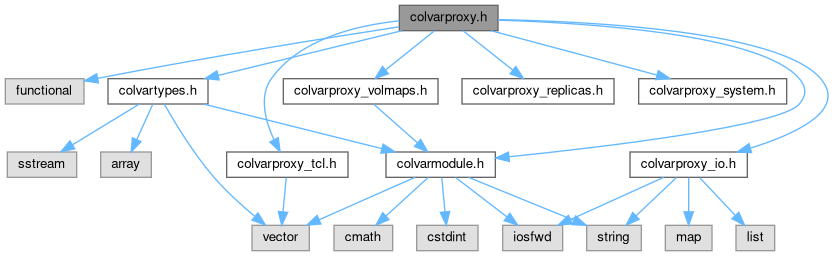 colvarproxy.h
functional
colvartypes.h
colvarproxy_volmaps.h
colvarproxy_replicas.h
colvarproxy_system.h
sstream
array
colvarproxy_tcl.h
colvarmodule.h
colvarproxy_io.h
vector
cmath
cstdint
iosfwd
string
map
list